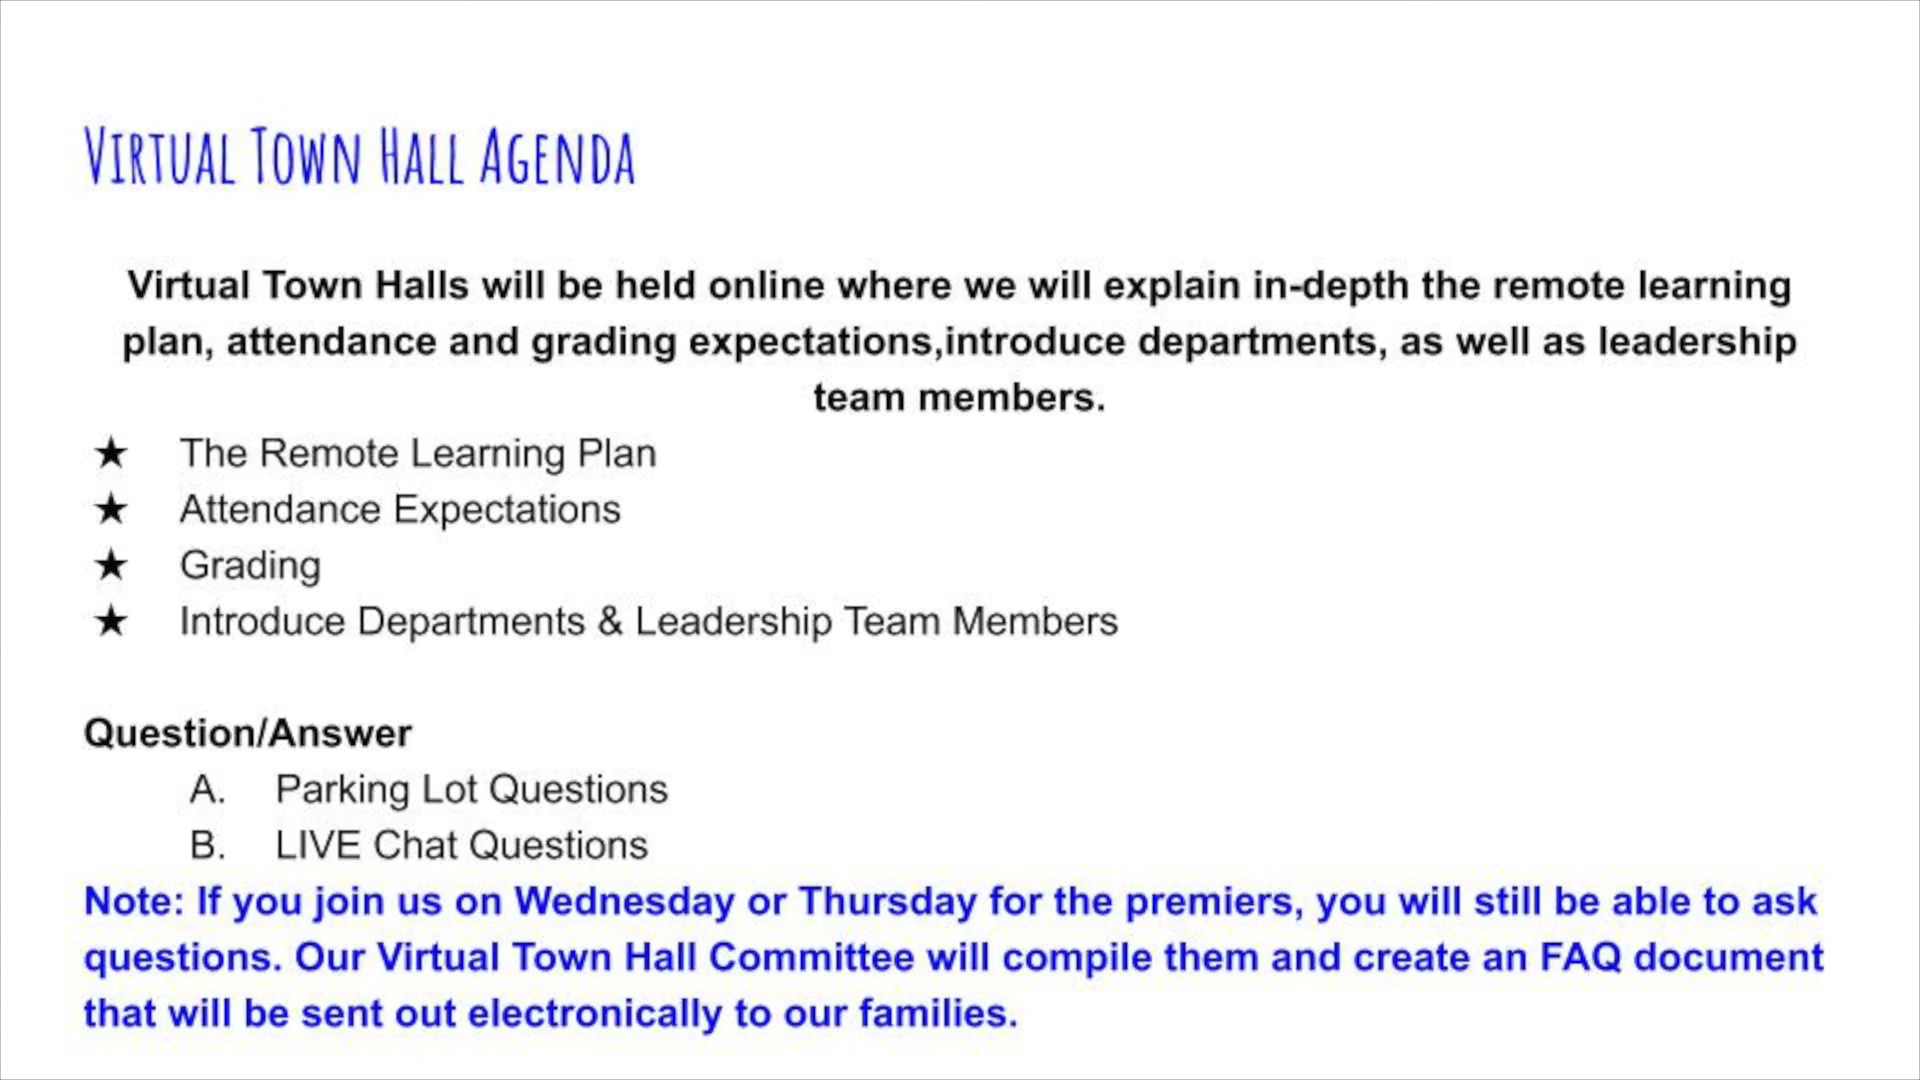 Virtual Town Hall Agenda
Virtual Town Halls will be held online where we will explain in-depth the remote learning
plan, attendance and grading expectations,introduce departments, as well as leadership
team members.
★ The Remote Learning Plan
★ Attendance Expectations
★ Grading
★ Introduce Departments & Leadership Team Members
Question/Answer
A. Parking Lot Questions
B. LIVE Chat Questions
Note: If you join us on Wednesday or Thursday for the premiers, you will still be able to ask
questions. Our Virtual Town Hall Committee will compile them and create an FAQ document
that will be sent out electronically to our families.